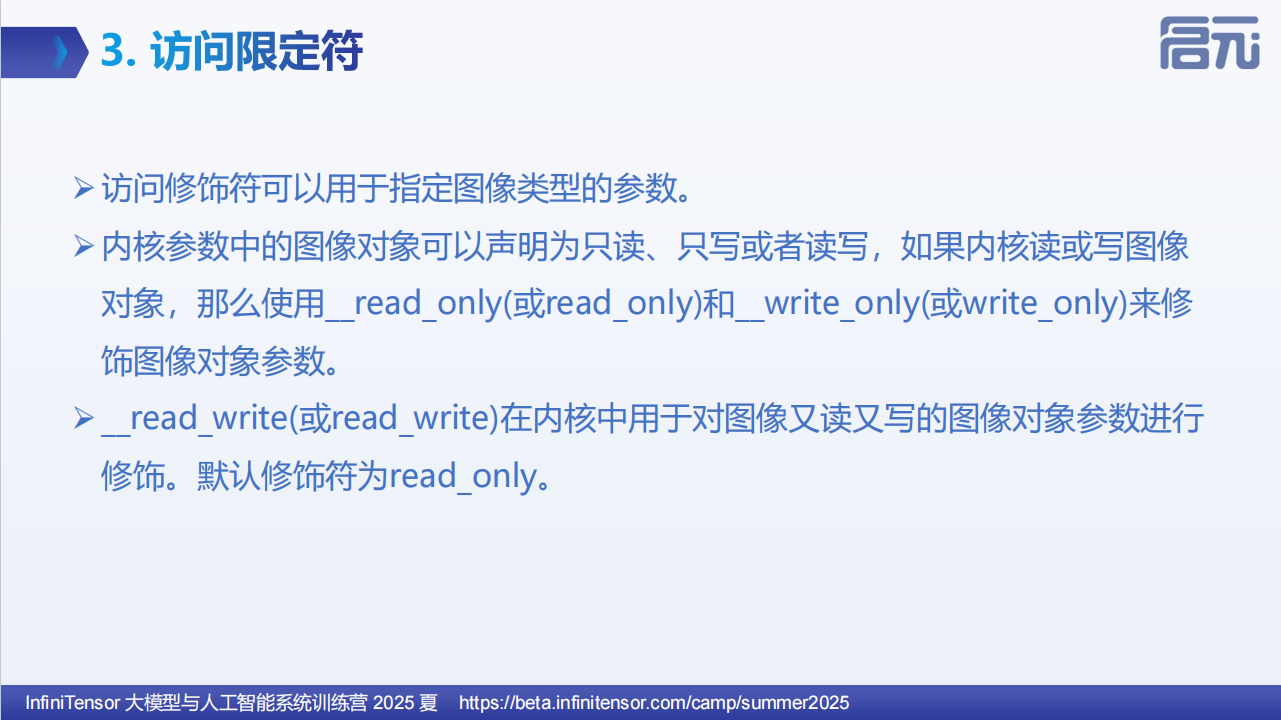 3. 访问限定符
启元
➢访问修饰符可以用于指定图像类型的参数。
➢内核参数中的图像对象可以声明为只读、只写或者读写，如果内核读或写图像
对象，那么使用__read_only(或read_only)和__write_only(或write_only)来修
饰图像对象参数。
➢__read_write(或read_write)在内核中用于对图像又读又写的图像对象参数进行
修饰。默认修饰符为read_only。
InfiniTensor 大模型与人工智能系统训练营 2025 夏 https://beta.infinitensor.com/camp/summer2025